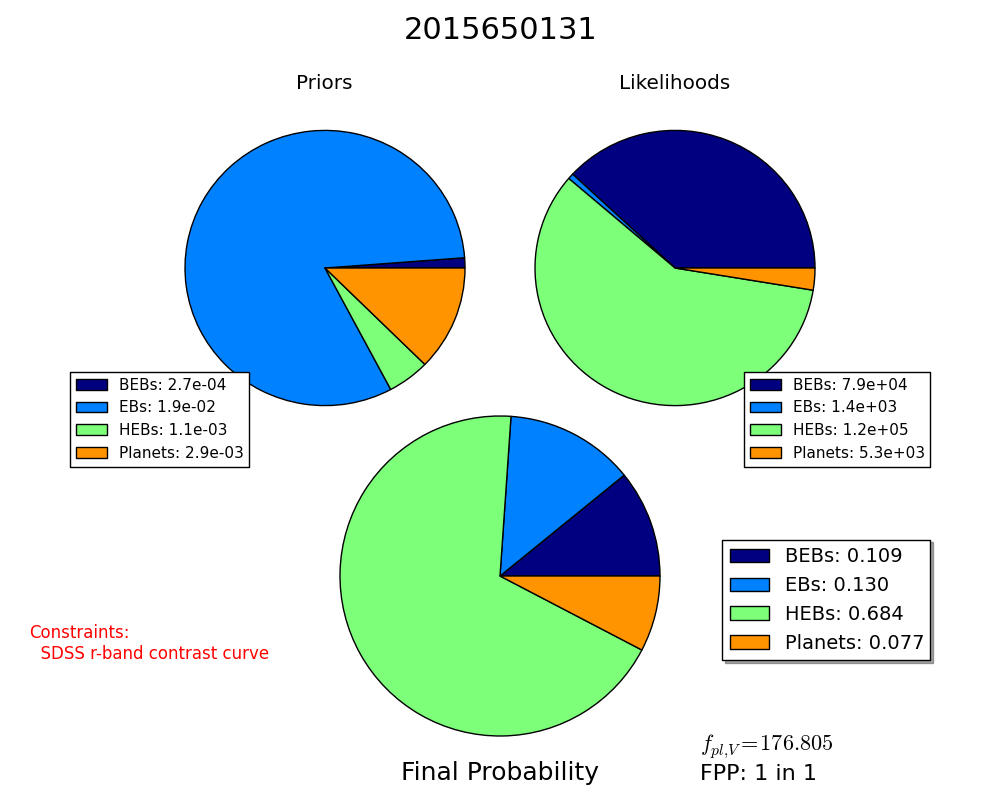 2015650131
Priors
Likelihoods
BEBs: 2.7e-04
EBs: 1.9e-02
HEBs: 1.1e-03
Planets: 2.9e-03
BEBs: 7.9e+04
EBs: 1.4e+03
HEBs: 1.2e+05
Planets: 5.3e+03
BEBs: 0.109
EBs: 0.130
HEBs: 0.684
Planets: 0.077
Constraints:
SDSS r-band contrast curve
f_{pl,V}=176.805
Final Probability
FPP: 1 in 1